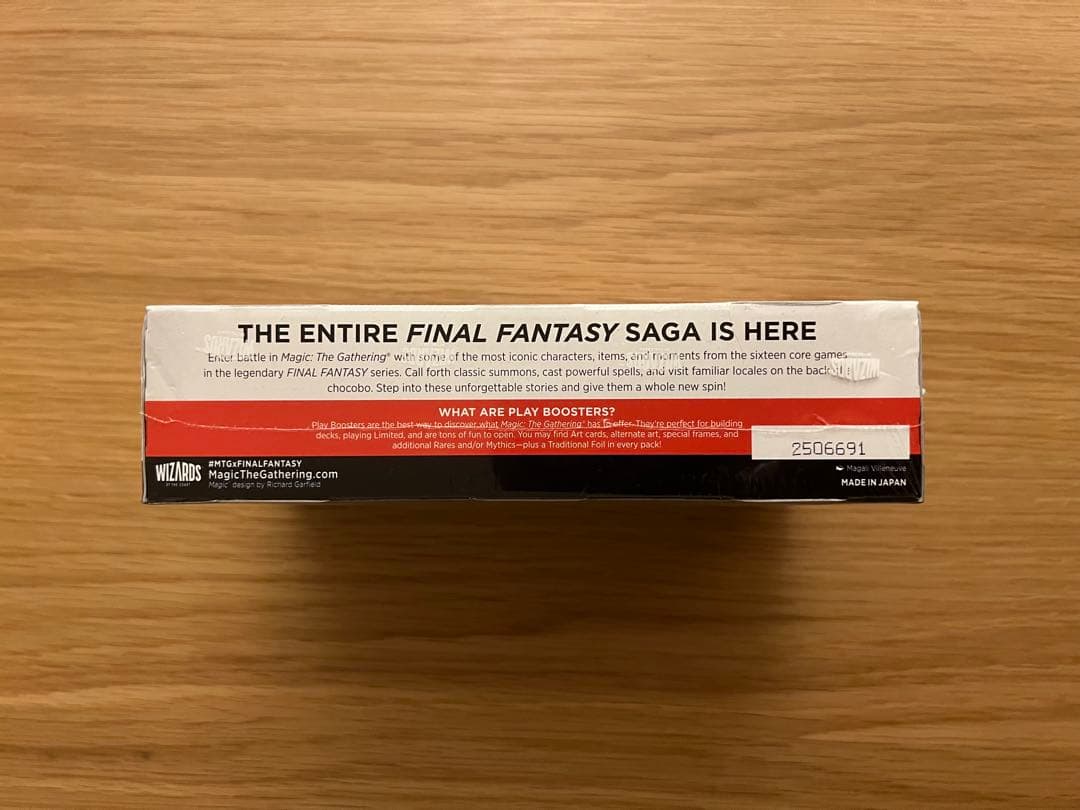 THE ENTIRE FINAL FANTASY SAGA IS HERE
Enter battle in Magic: The Gathering® with some of the most iconic characters, items, and moments from the sixteen core games
in the legendary FINAL FANTASY series. Call forth classic summons, cast powerful spells, and visit familiar locales on the back of a
chocobo. Step into these unforgettable stories and give them a whole new spin!
WHAT ARE PLAY BOOSTERS?
Play Boosters are the best way to discover what Magic: The Gathering® has to offer. They're perfect for building
decks, playing Limited, and are tons of fun to open. You may find Art cards, alternate art, special frames, and
additional Rares and/or Mythics—plus a Traditional Foil in every pack!
2506691
WIZARDS
OF THE COAST
#MTGxFINALFANTASY
MagicTheGathering.com
Magic design by Richard Garfield
Magali Villeneuve
MADE IN JAPAN